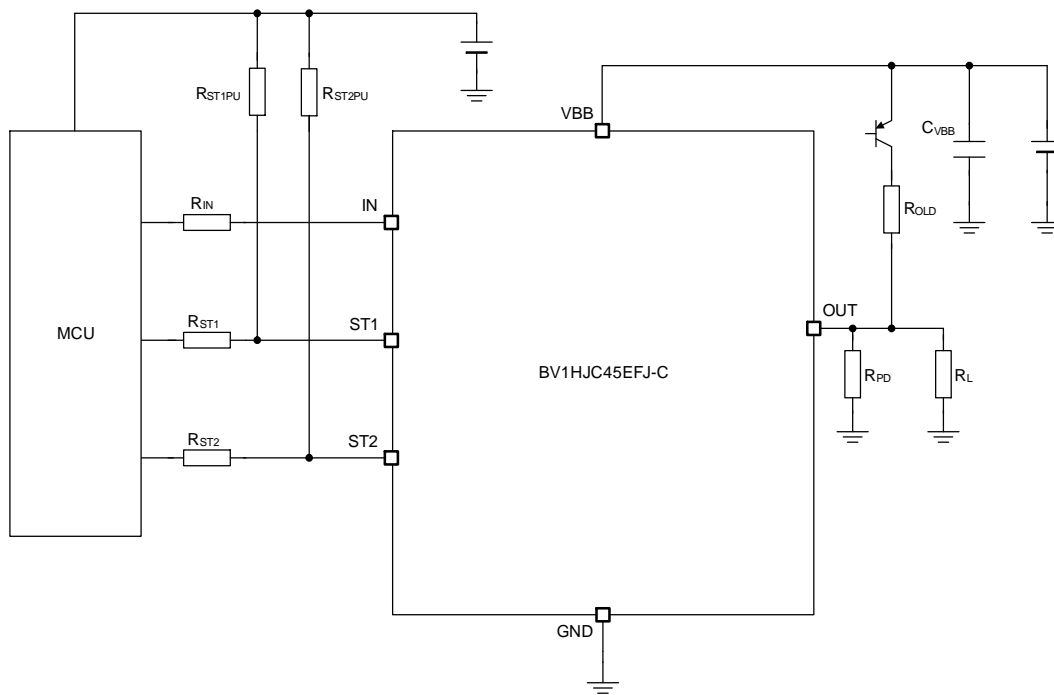 RST1PU
RST2PU
VBB
CVBB
RIN
IN
ROLD
RST1
ST1
OUT
MCU
BV1HJC45EFJ-C
RPD
RL
RST2
ST2
GND